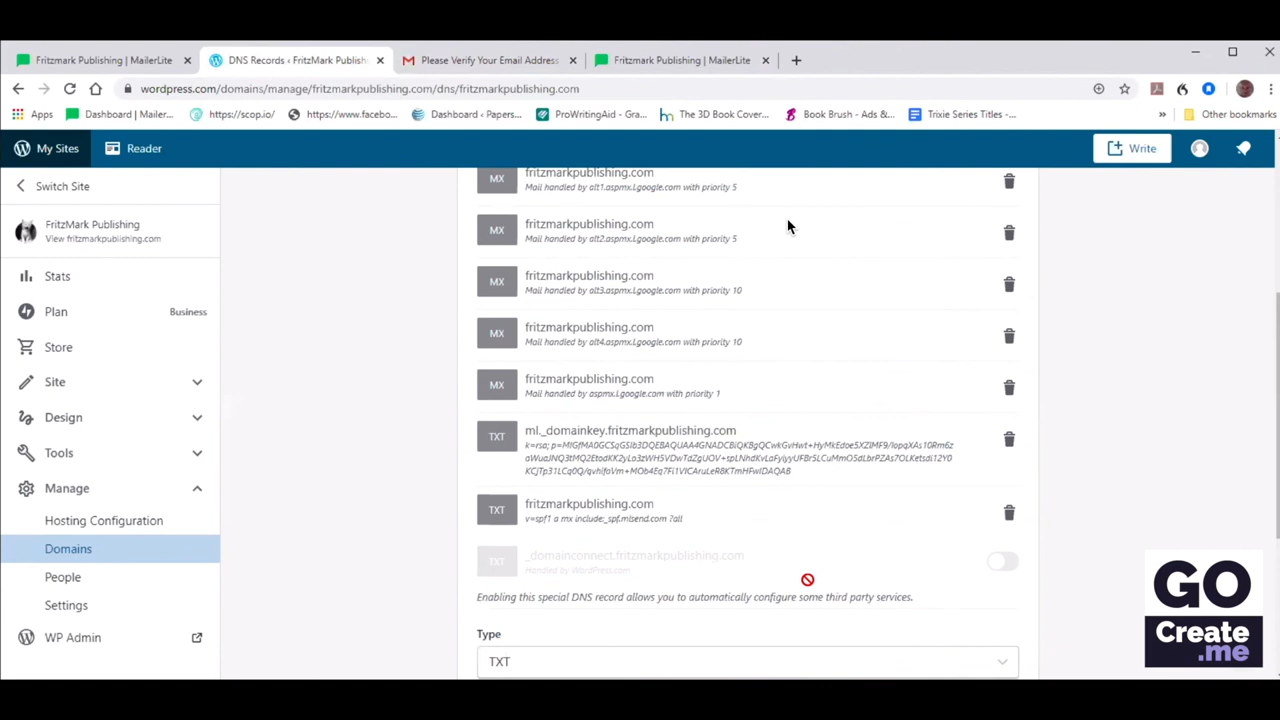 Fritzmark Publishing | MailerLite
DNS Records ‹ FritzMark Publish
Please Verify Your Email Address
Fritzmark Publishing | MailerLite
wordpress.com/domains/manage/fritzmarkpublishing.com/dns/fritzmarkpublishing.com
Apps
Dashboard | Mailer...
https://scop.io/
https://www.facebo...
Dashboard ‹ Papers...
ProWritingAid - Gra...
The 3D Book Cover...
Book Brush - Ads &...
Trixie Series Titles -...
Other bookmarks
My Sites
Reader
Write
Switch Site
FritzMark Publishing
View fritzmarkpublishing.com
Stats
Plan
Business
Store
Site
Design
Tools
Manage
Hosting Configuration
Domains
People
Settings
WP Admin
MX
fritzmarkpublishing.com
Mail handled by alt1.aspmx.l.google.com with priority 5
MX
fritzmarkpublishing.com
Mail handled by alt2.aspmx.l.google.com with priority 5
MX
fritzmarkpublishing.com
Mail handled by alt3.aspmx.l.google.com with priority 10
MX
fritzmarkpublishing.com
Mail handled by alt4.aspmx.l.google.com with priority 10
MX
fritzmarkpublishing.com
Mail handled by aspmx.l.google.com with priority 1
TXT
ml._domainkey.fritzmarkpublishing.com
TXT
fritzmarkpublishing.com
v=spf1 a mx include:_spf.mlsend.com ?all
TXT
_domainconnect.fritzmarkpublishing.com
Handled by WordPress.com
Enabling this special DNS record allows you to automatically configure some third party services.
Type
TXT
GO
Create
.me